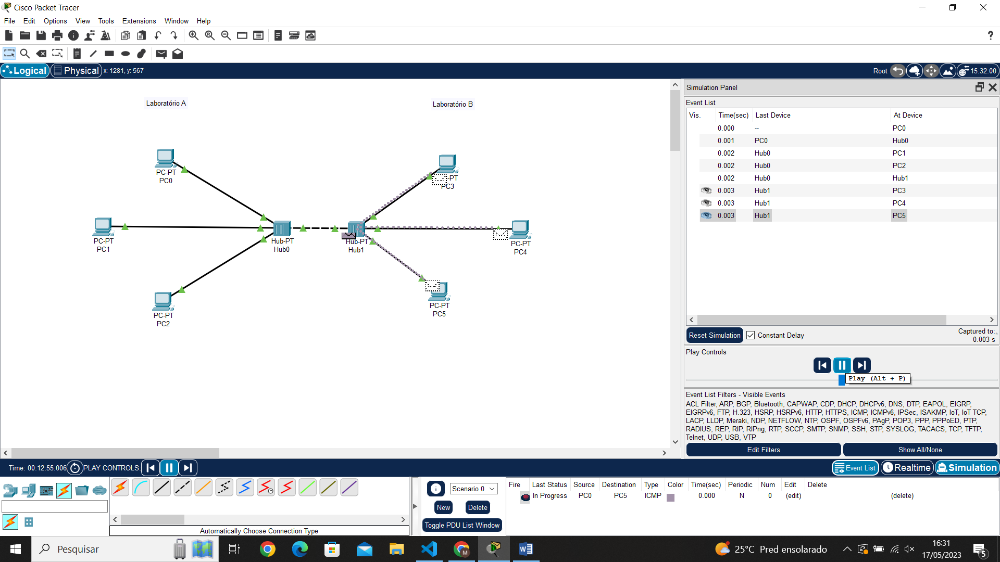 Cisco Packet Tracer
File Edit Options View Tools Extensions Window Help
?
Logical Physical x: 1281, y: 567 Root 15:32:00
Laboratório A
Laboratório B
PC-PT
PC0
PC-PT
PC1
PC-PT
PC2
Hub-PT
Hub0
Hub-PT
Hub1
-PT
PC3
PC-PT
PC4
PC-PT
PC5
Simulation Panel
Event List
Vis. Time(sec) Last Device At Device
0.000 -- PC0
0.001 PC0 Hub0
0.002 Hub0 PC1
0.002 Hub0 PC2
0.002 Hub0 Hub1
0.003 Hub1 PC3
0.003 Hub1 PC4
0.003 Hub1 PC5
Reset Simulation Constant Delay
Captured to:
0.003 s
Play Controls
Play (Alt + P)
Event List Filters - Visible Events
ACL Filter, ARP, BGP, Bluetooth, CAPWAP, CDP, DHCP, DHCPv6, DNS, DTP, EAPOL, EIGRP,
EIGRPv6, FTP, H.323, HSRP, HSRPv6, HTTP, HTTPS, ICMP, ICMPv6, IPSec, ISAKMP, IoT, IoT TCP,
LACP, LLDP, Meraki, NDP, NETFLOW, NTP, OSPF, OSPFv6, PAgP, POP3, PPP, PPPoED, PTP,
RADIUS, REP, RIP, RIPng, RTP, SCCP, SMTP, SNMP, SSH, STP, SYSLOG, TACACS, TCP, TFTP,
Telnet, UDP, USB, VTP
Edit Filters Show All/None
Time: 00:12:55.006 PLAY CONTROLS: Event List Realtime Simulation
Automatically Choose Connection Type
Scenario 0
New Delete
Toggle PDU List Window
Fire Last Status Source Destination Type Color Time(sec) Periodic Num Edit Delete
In Progress PC0 PC5 ICMP 0.000 N 0 (edit) (delete)
Pesquisar
25°C Pred ensolarado
16:31
17/05/2023
5